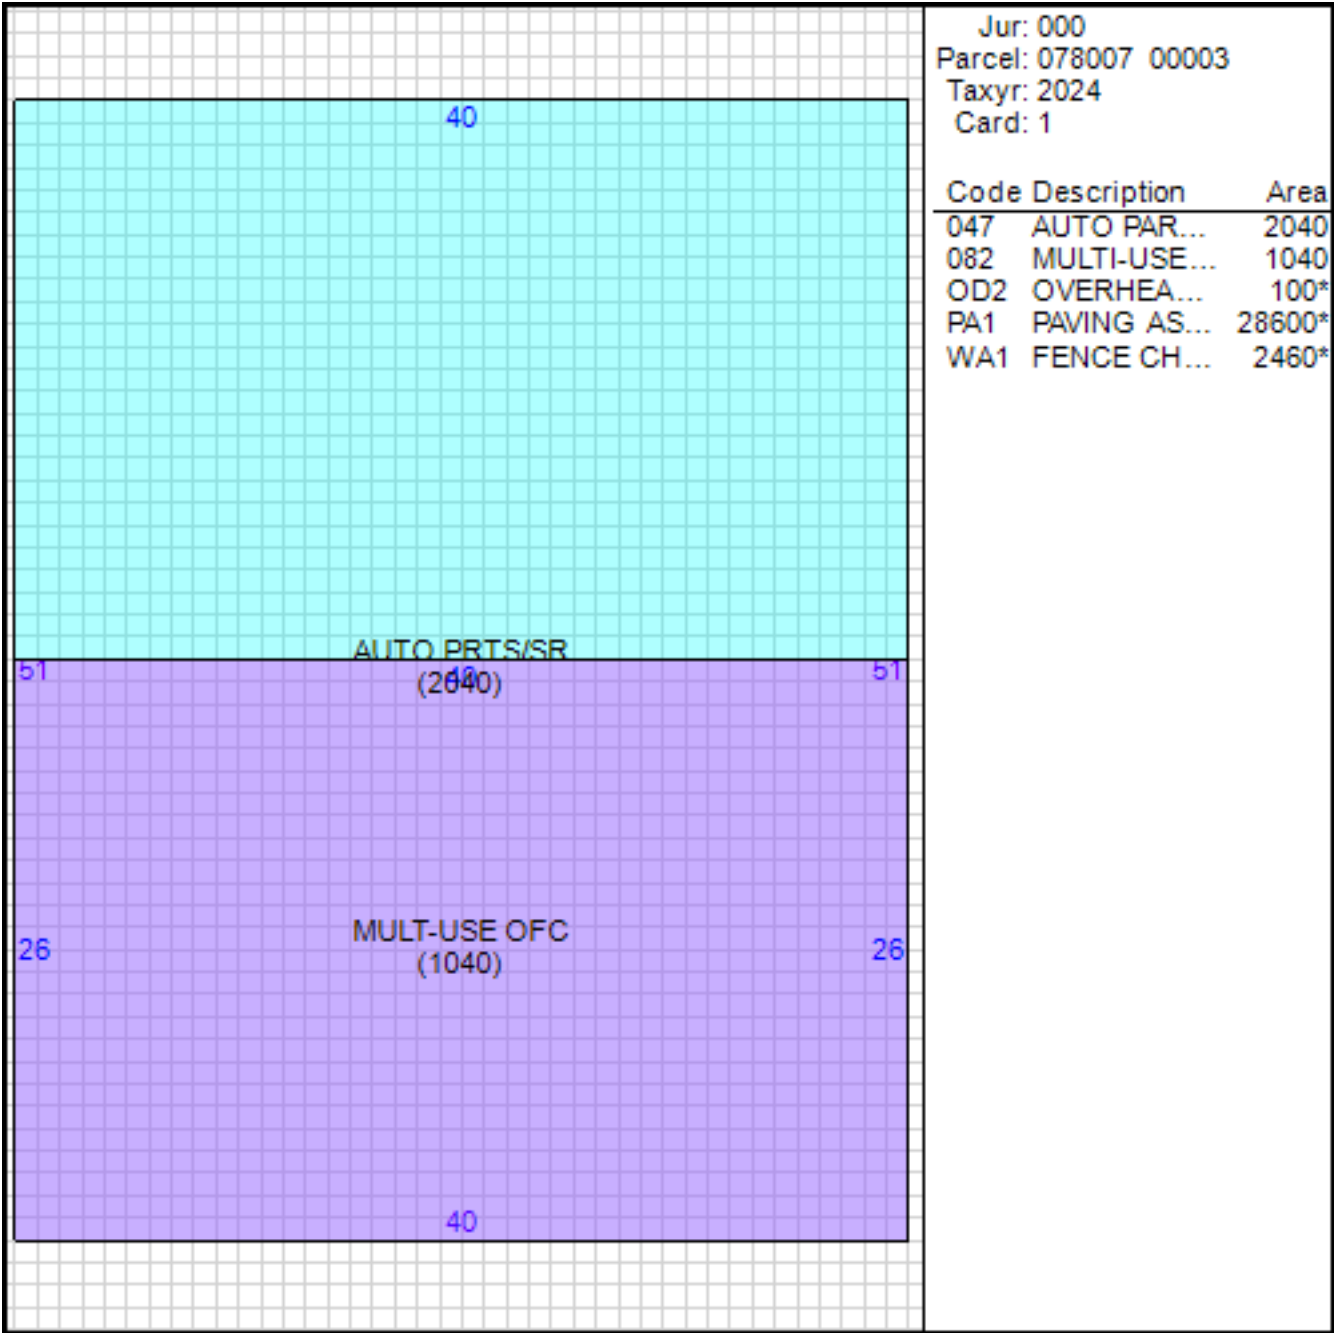 Jur: 000
Parcel: 078007 00003
Taxyr: 2024
Card: 1
Code Description Area
047 AUTO PAR... 2040
082 MULTI-USE... 1040
OD2 OVERHEA... 100*
PA1 PAVING AS... 28600*
WA1 FENCE CH... 2460*
40
AUTO PRTS/SR
51 51
(2040)
MULT-USE OFC
26 26
(1040)
40